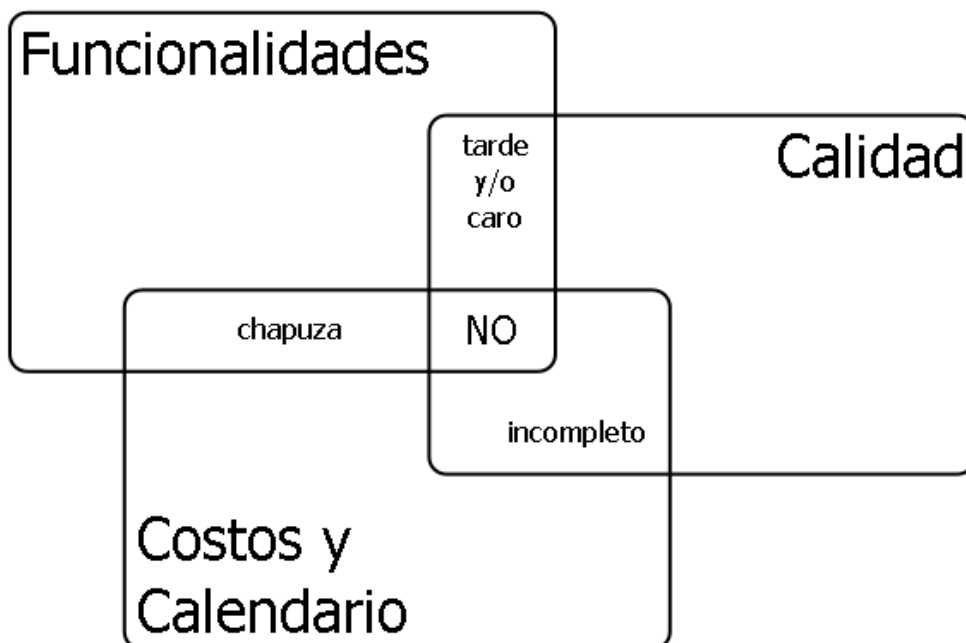 Funcionalidades
tarde
y/o
caro
Calidad
chapuza
NO
incompleto
Costos y
Calendario